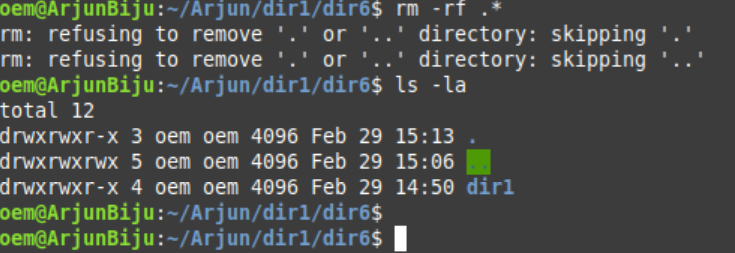 oem@ArjunBiju:~/Arjun/dir1/dir6$ rm -rf .*
rm: refusing to remove '.' or '..' directory: skipping '.'
rm: refusing to remove '.' or '..' directory: skipping '..'
oem@ArjunBiju:~/Arjun/dir1/dir6$ ls -la
total 12
drwxrwxr-x 3 oem oem 4096 Feb 29 15:13 .
drwxrwxrwx 5 oem oem 4096 Feb 29 15:06 ..
drwxrwxr-x 4 oem oem 4096 Feb 29 14:50 dir1
oem@ArjunBiju:~/Arjun/dir1/dir6$
oem@ArjunBiju:~/Arjun/dir1/dir6$